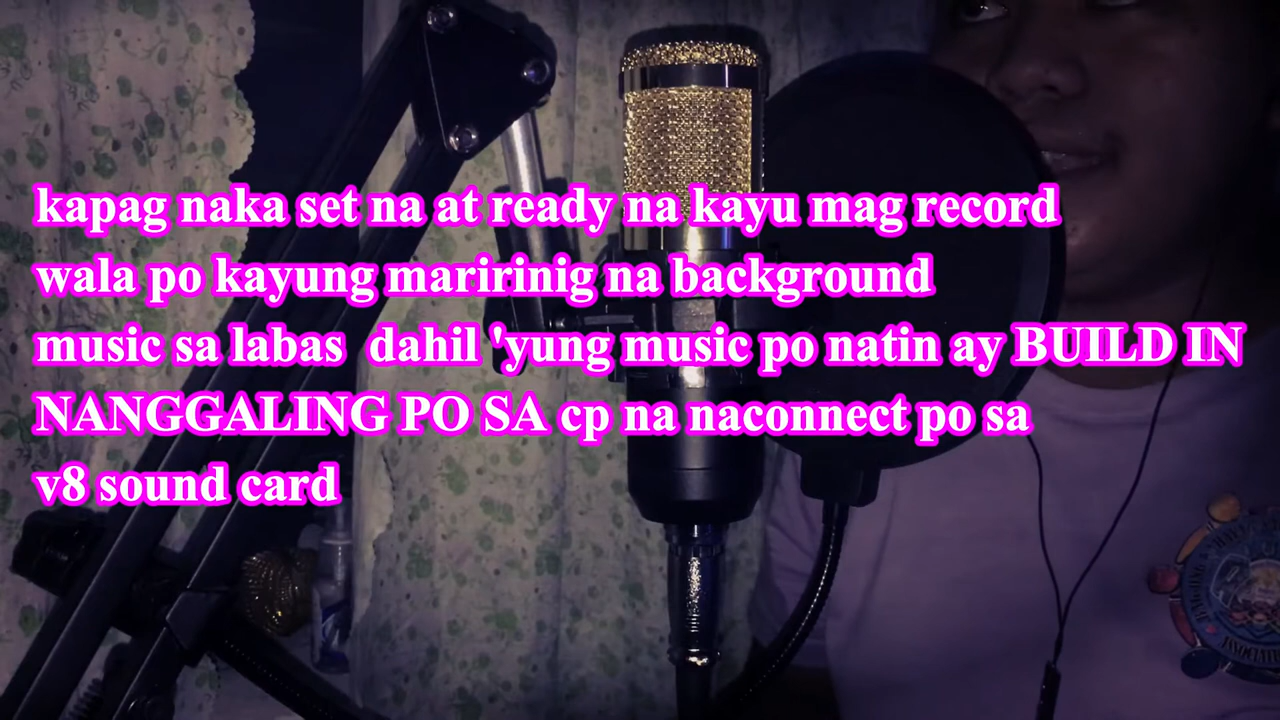 kapag naka set na at ready na kayu mag record
wala po kayung maririnig na background
music sa labas  dahil 'yung music po natin ay BUILD IN
NANGGALING PO SA cp na naconnect po sa
v8 sound card